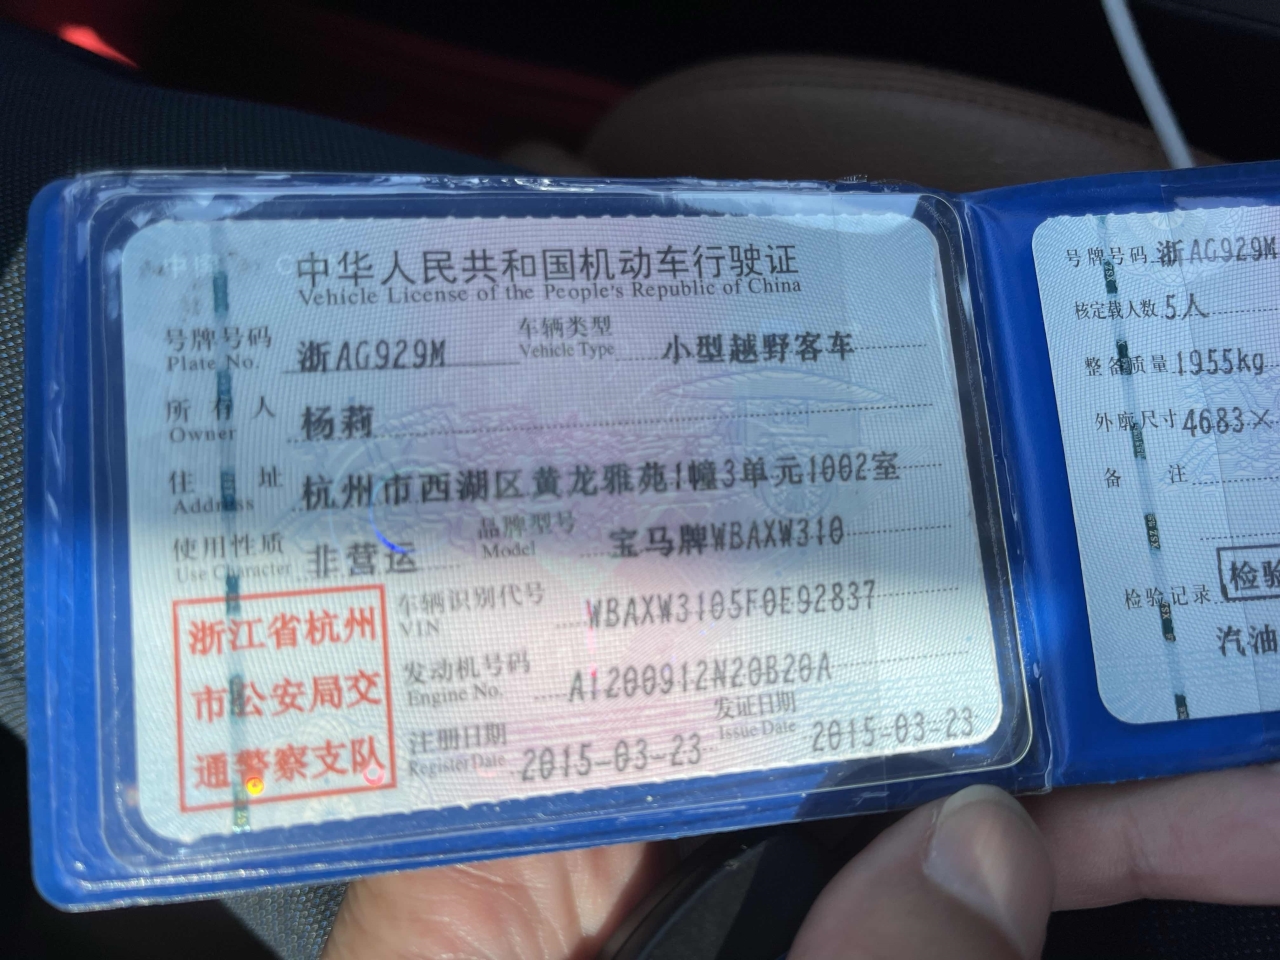 中华人民共和国机动车行驶证
Vehicle License of the People's Republic of China
号牌号码 浙AG929M 车辆类型 小型越野客车
Plate No. Vehicle Type
所有人 杨莉
Owner
住址 杭州市西湖区黄龙雅苑1幢3单元1002室
Address
使用性质 非营运 品牌型号 宝马牌WBAXW310
Use Character Model
浙江省杭州
市公安局交
通警察支队
车辆识别代号 WBAXW3105F0E92837
VIN
发动机号码 A1200912N20B20A
Engine No.
注册日期 2015-03-23 发证日期 2015-03-23
Register Date Issue Date
号牌号码 浙AG929M
核定载人数 5人
整备质量 1955kg
外廓尺寸 4683×
备注
检验记录 检验
汽油